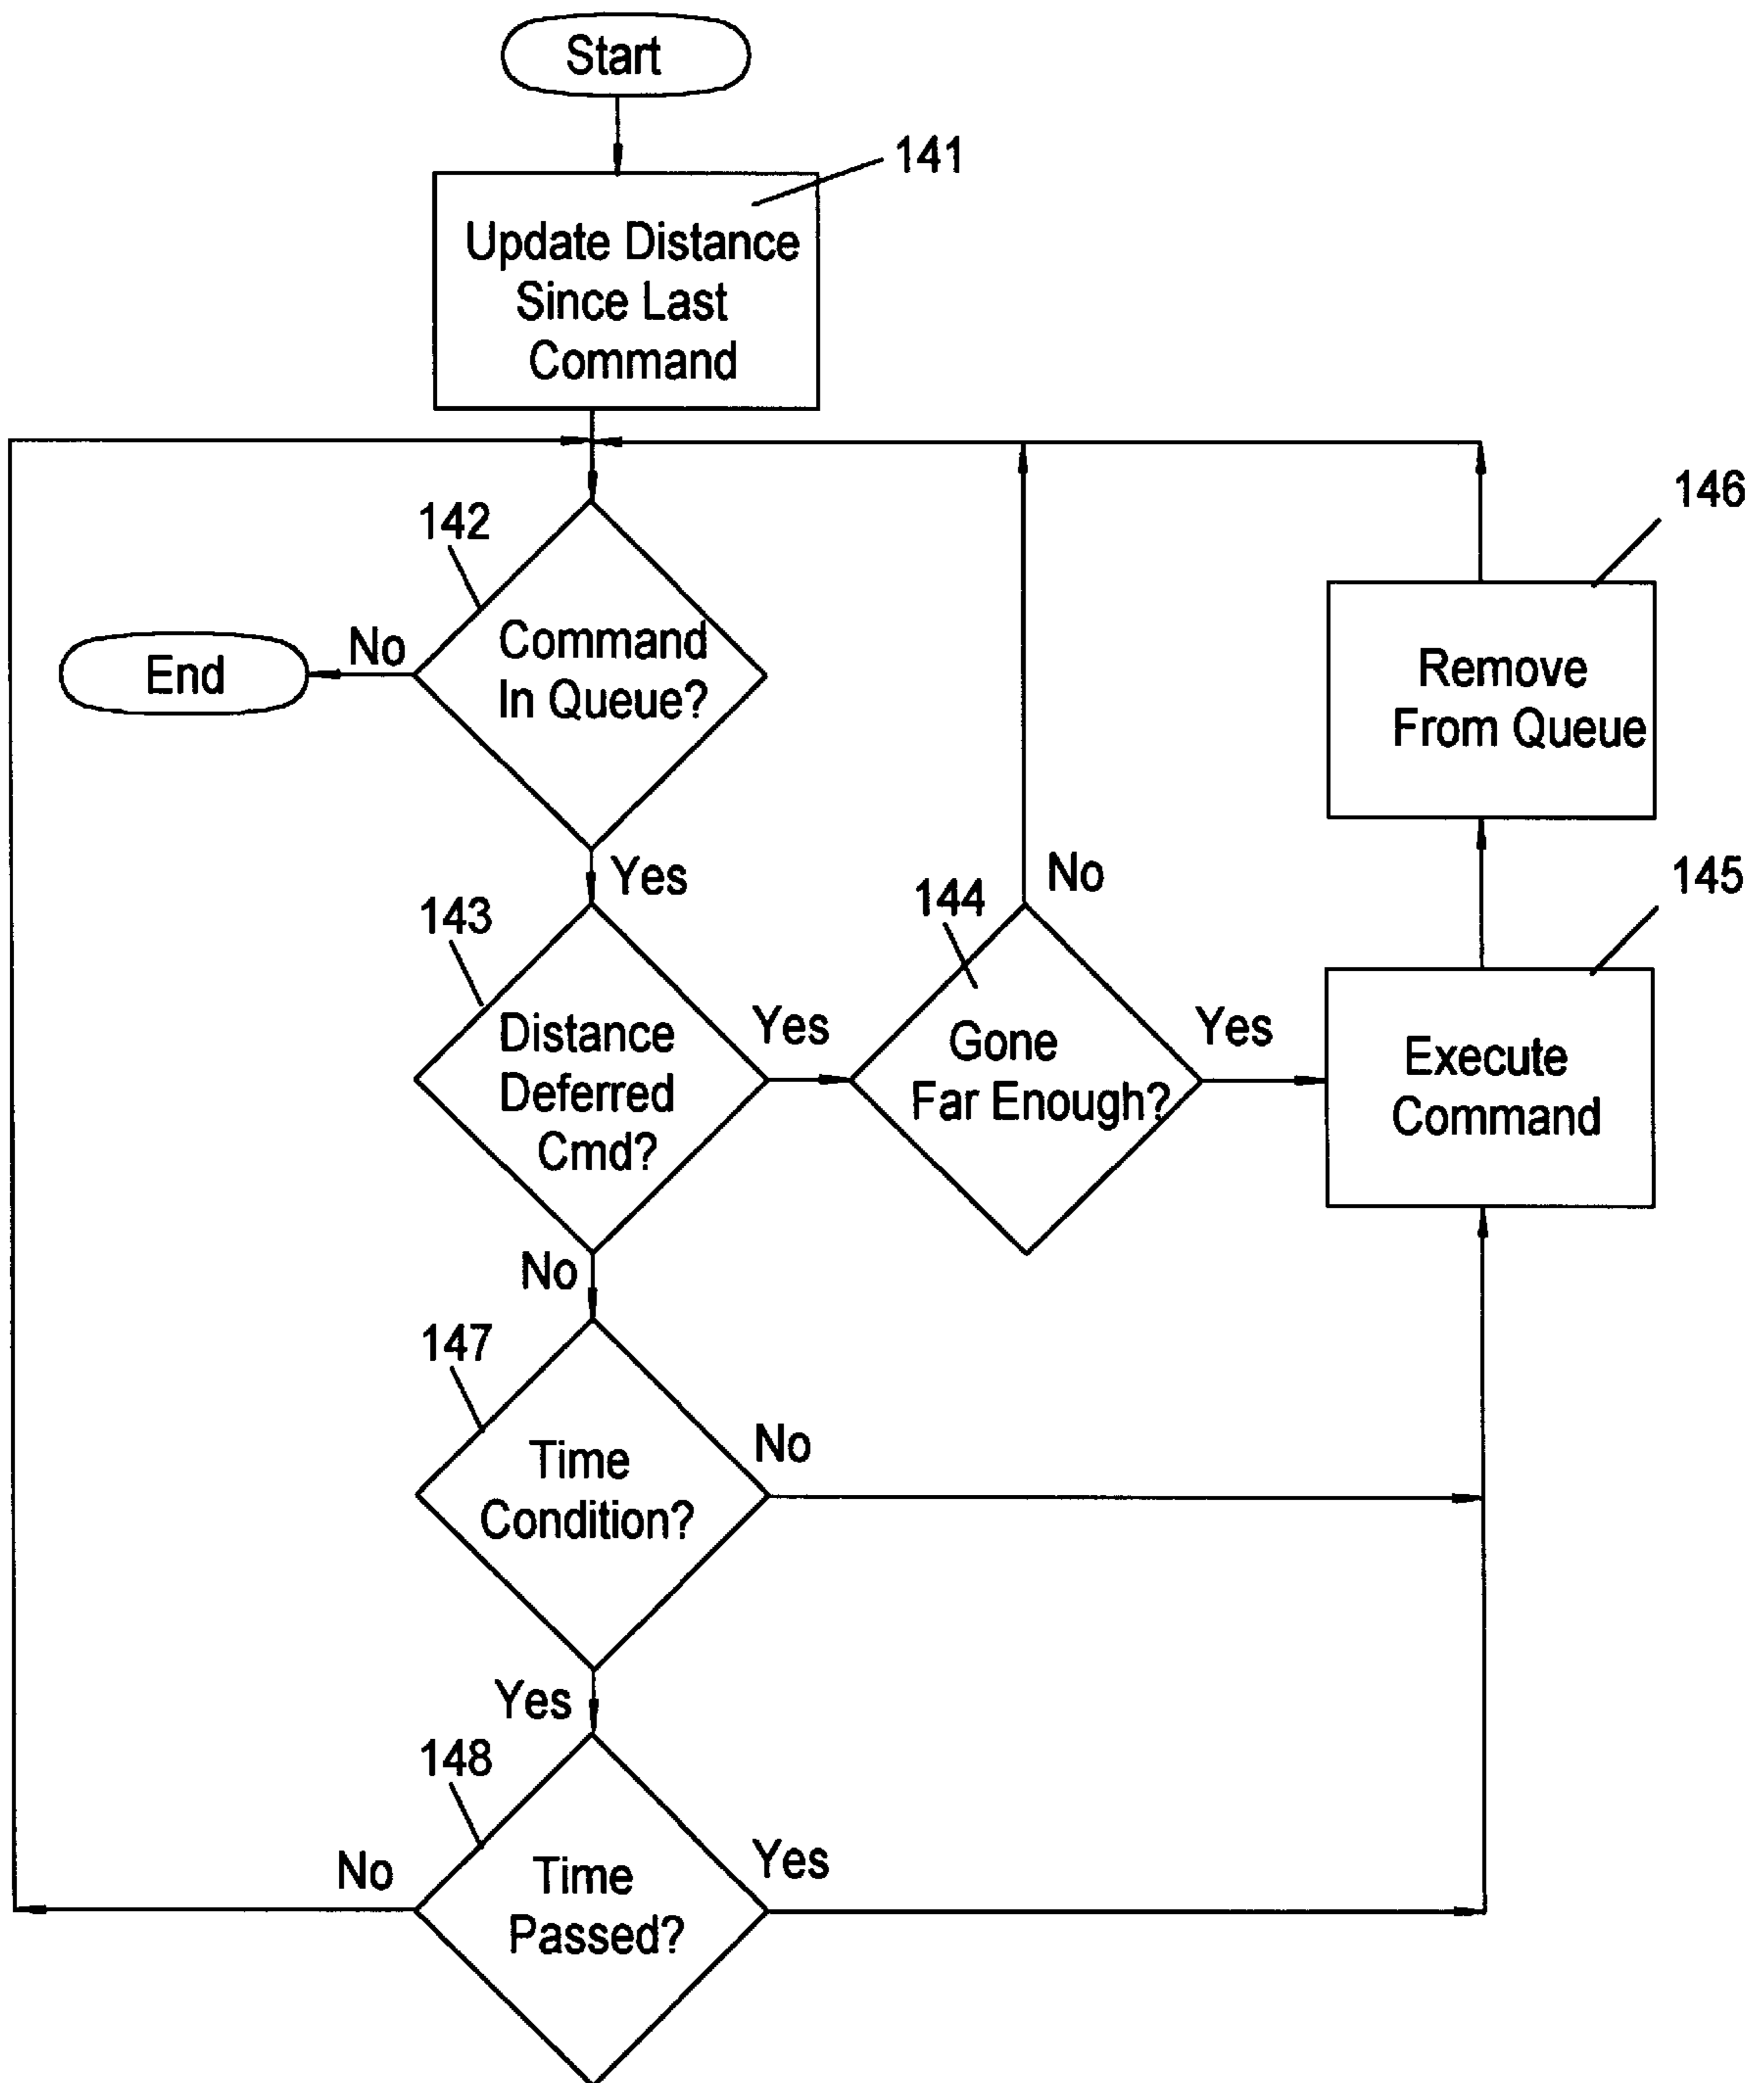 Start
141
Update Distance
Since Last
Command
142
Command
In Queue?
No
End
Yes
146
Remove
From Queue
143
Distance
Deferred
Cmd?
Yes
144
No
Gone
Far Enough?
Yes
145
Execute
Command
No
147
Time
Condition?
No
Yes
148
Time
Passed?
No
Yes